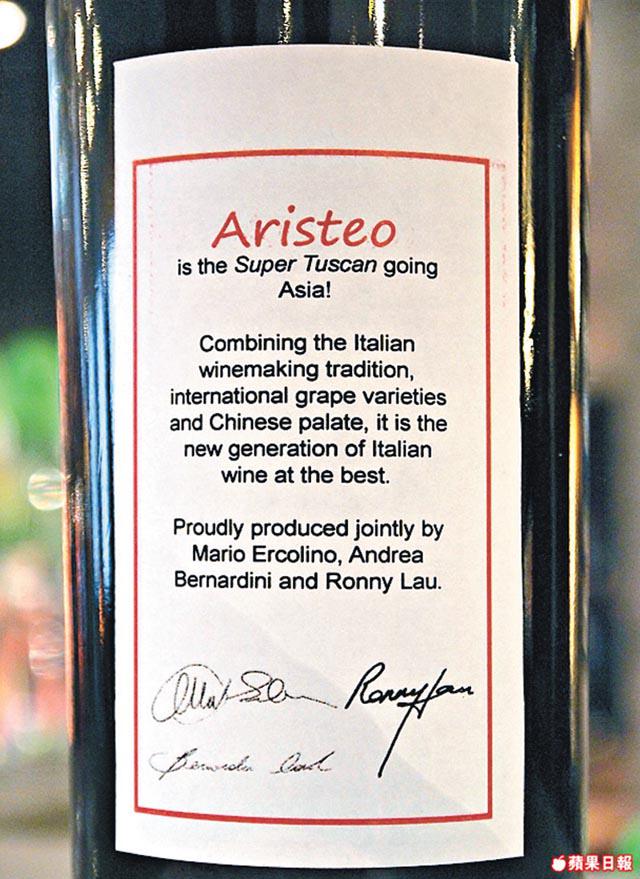 Aristeo
is the Super Tuscan going
Asia!
Combining the Italian
winemaking tradition,
international grape varieties
and Chinese palate, it is the
new generation of Italian
wine at the best.
Proudly produced jointly by
Mario Ercolino, Andrea
Bernardini and Ronny Lau.
Ronny Lau
蘋果日報